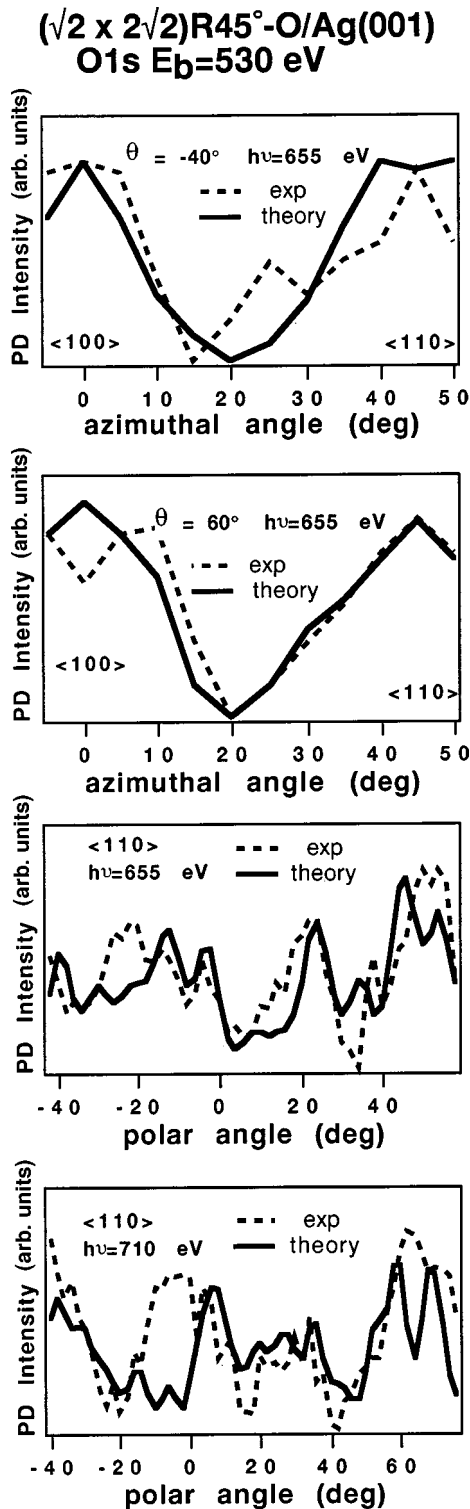 (√2 x 2√2)R45°-O/Ag(001)
O1s E_b=530 eV
PD Intensity (arb. units)
θ = -40° hυ=655 eV
exp
theory
<100> <110>
0 10 20 30 40 50
azimuthal angle (deg)
PD Intensity (arb. units)
θ = 60° hυ=655 eV
exp
theory
<100> <110>
0 10 20 30 40 50
azimuthal angle (deg)
PD Intensity (arb. units)
<110> exp
hυ=655 eV theory
-40 -20 0 20 40
polar angle (deg)
PD Intensity (arb. units)
<110> exp
hυ=710 eV theory
-40 -20 0 20 40 60
polar angle (deg)